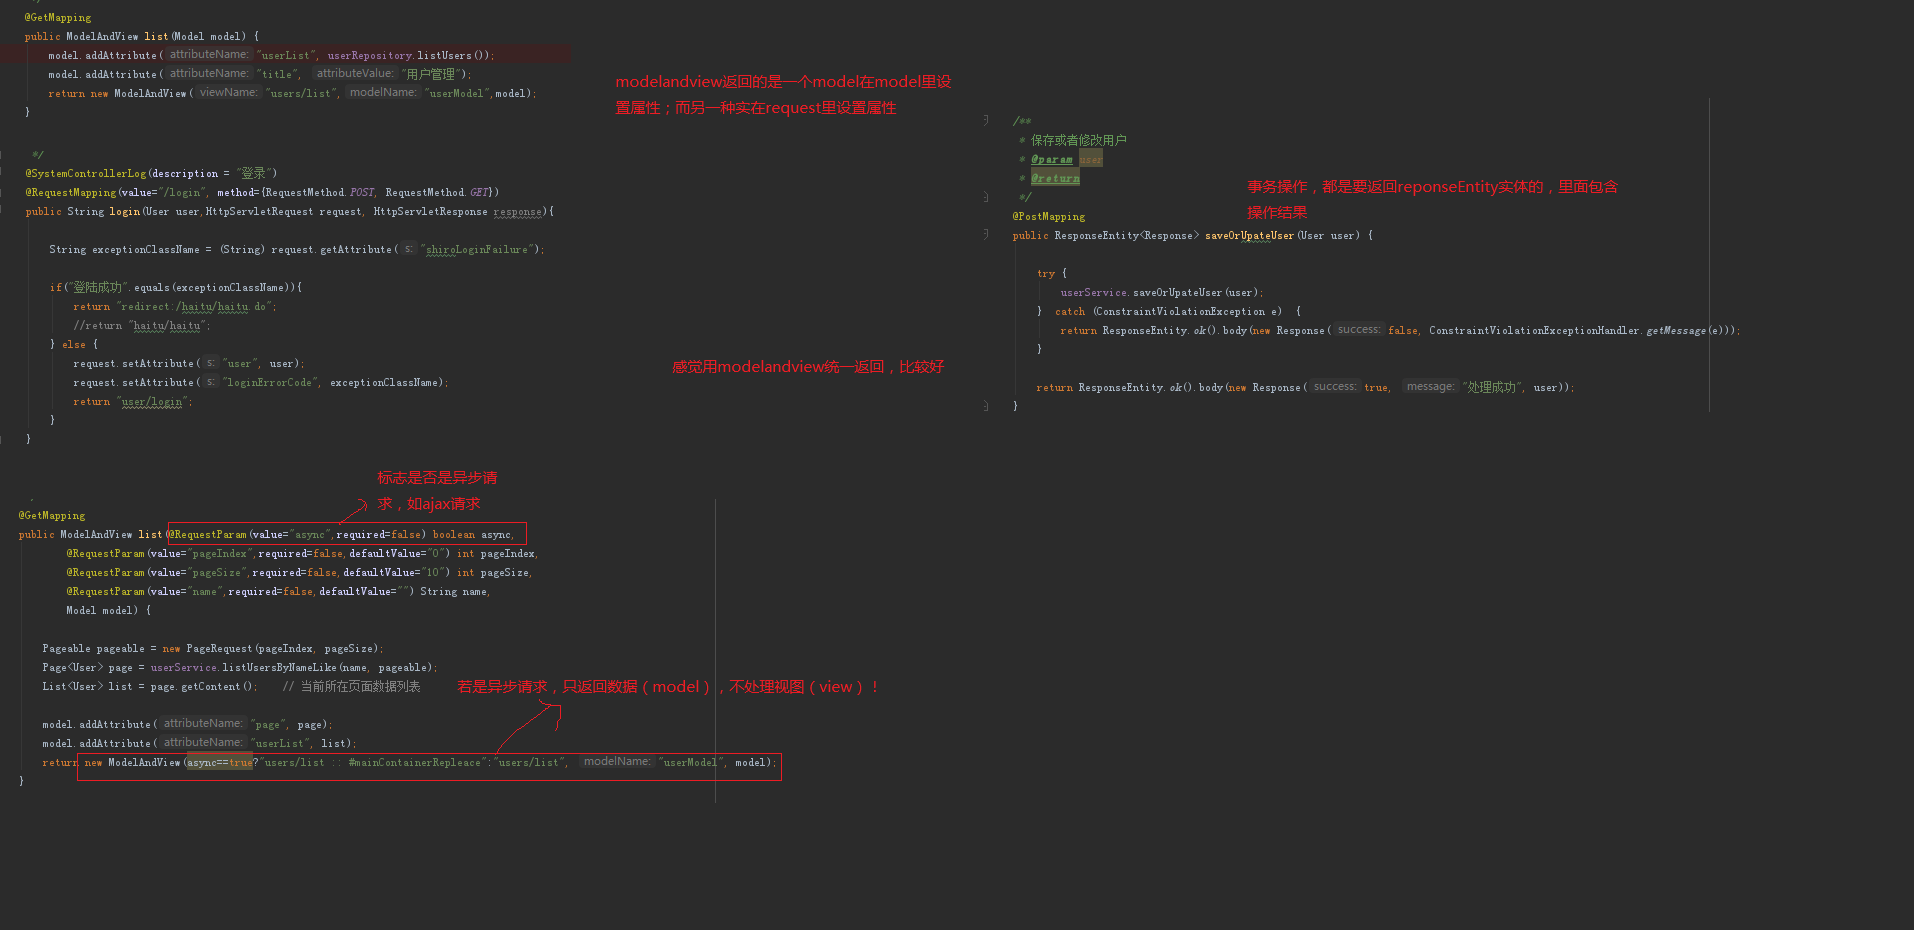 @GetMapping
public ModelAndView list(Model model) {
model.addAttribute( attributeName: "userList", userRepository.listUsers());
model.addAttribute( attributeName: "title", attributeValue: "用户管理");
return new ModelAndView( viewName: "users/list", modelName: "userModel",model);
}
modelandview返回的是一个model在model里设
置属性；而另一种实在request里设置属性
*/
@SystemControllerLog(description = "登录")
@RequestMapping(value="/login", method={RequestMethod.POST, RequestMethod.GET})
public String login(User user,HttpServletRequest request, HttpServletResponse response){
String exceptionClassName = (String) request.getAttribute( s: "shiroLoginFailure");
if("登陆成功".equals(exceptionClassName)){
return "redirect:/haitu/haitu.do";
//return "haitu/haitu";
} else {
request.setAttribute( s: "user", user);
request.setAttribute( s: "loginErrorCode", exceptionClassName);
return "user/login";
}
}
感觉用modelandview统一返回，比较好
/**
* 保存或者修改用户
* @param user
* @return
*/
@PostMapping
public ResponseEntity<Response> saveOrUpateUser(User user) {
try {
userService.saveOrUpateUser(user);
} catch (ConstraintViolationException e) {
return ResponseEntity.ok().body(new Response( success: false, ConstraintViolationExceptionHandler.getMessage(e)));
}
return ResponseEntity.ok().body(new Response( success: true, message: "处理成功", user));
}
事务操作，都是要返回reponseEntity实体的，里面包含
操作结果
标志是否是异步请
求，如ajax请求
@GetMapping
public ModelAndView list(@RequestParam(value="async",required=false) boolean async,
@RequestParam(value="pageIndex",required=false,defaultValue="0") int pageIndex,
@RequestParam(value="pageSize",required=false,defaultValue="10") int pageSize,
@RequestParam(value="name",required=false,defaultValue="") String name,
Model model) {
Pageable pageable = new PageRequest(pageIndex, pageSize);
Page<User> page = userService.listUsersByNameLike(name, pageable);
List<User> list = page.getContent(); // 当前所在页面数据列表
若是异步请求，只返回数据（model），不处理视图（view）！
model.addAttribute( attributeName: "page", page);
model.addAttribute( attributeName: "userList", list);
return new ModelAndView(async==true?"users/list :: #mainContainerRepleace":"users/list", modelName: "userModel", model);
}